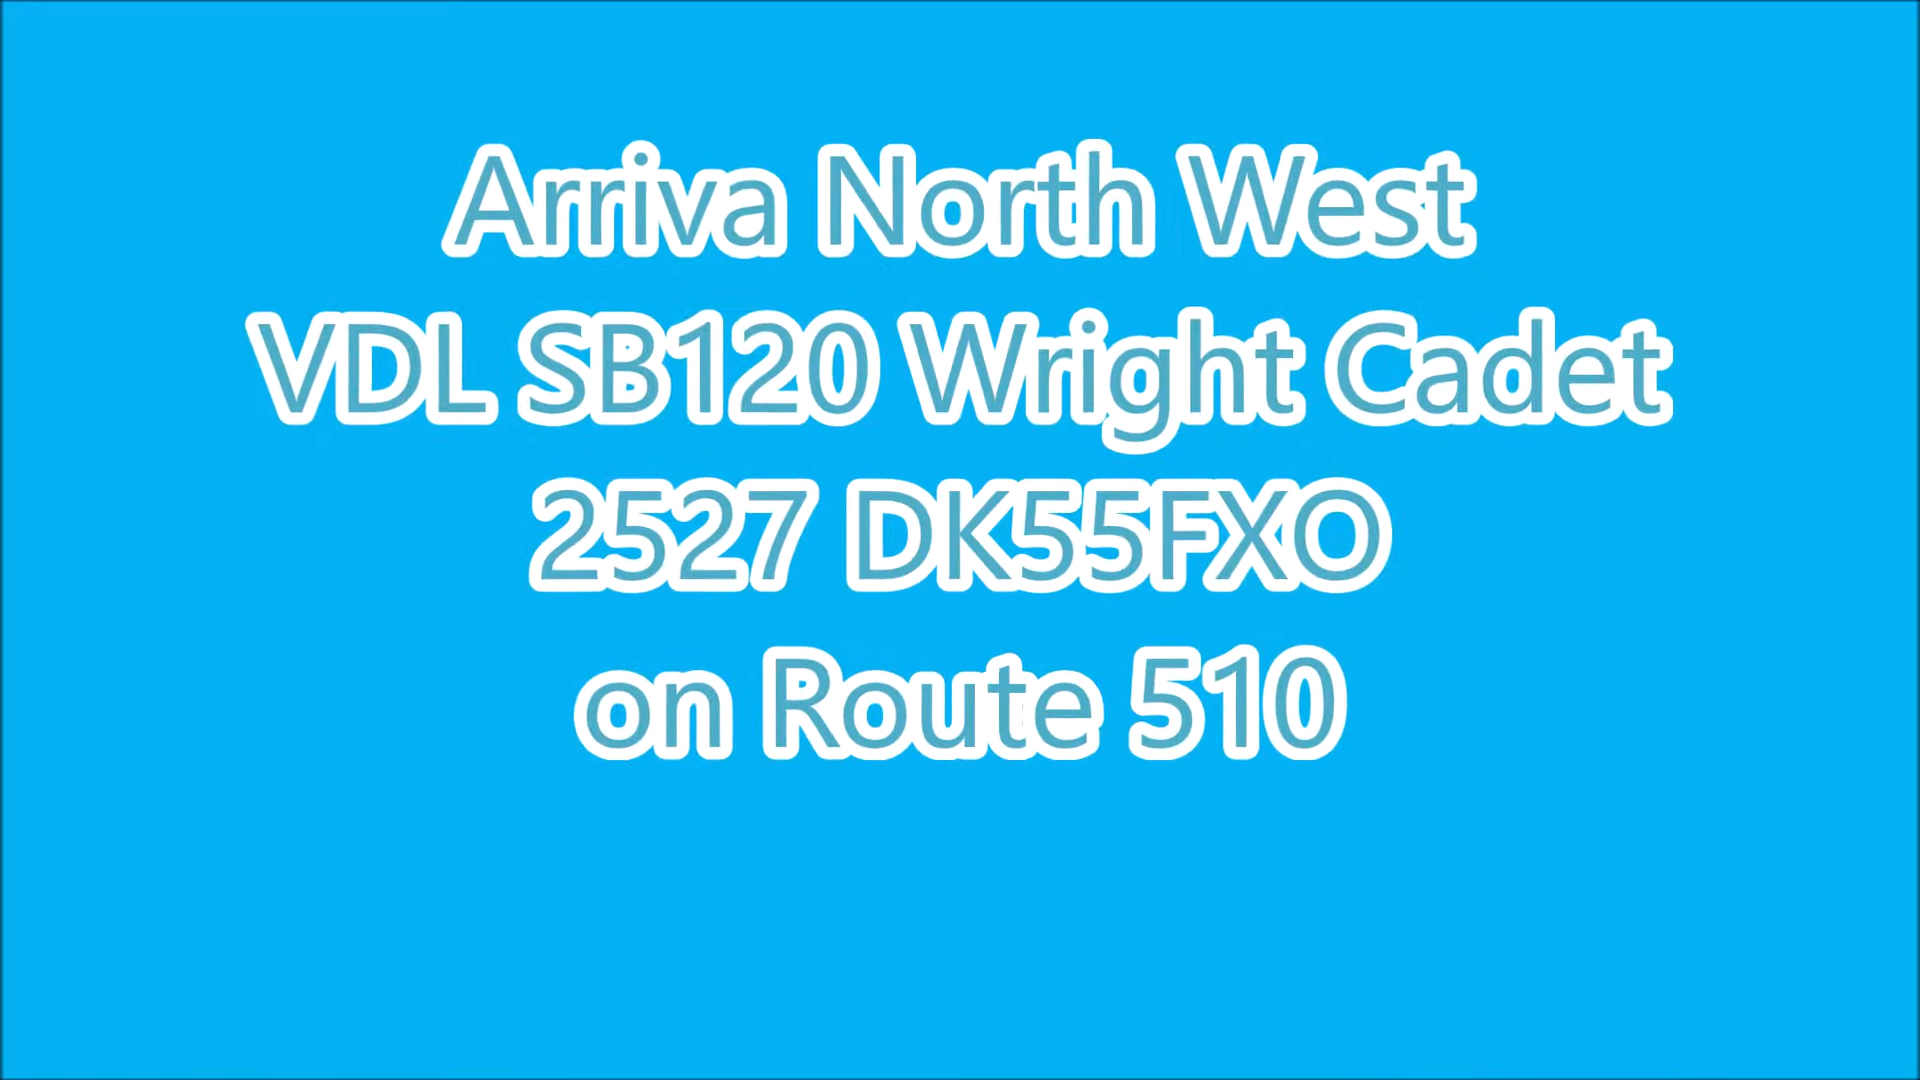 Arriva North West
VDL SB120 Wright Cadet
2527 DK55FXO
on Route 510